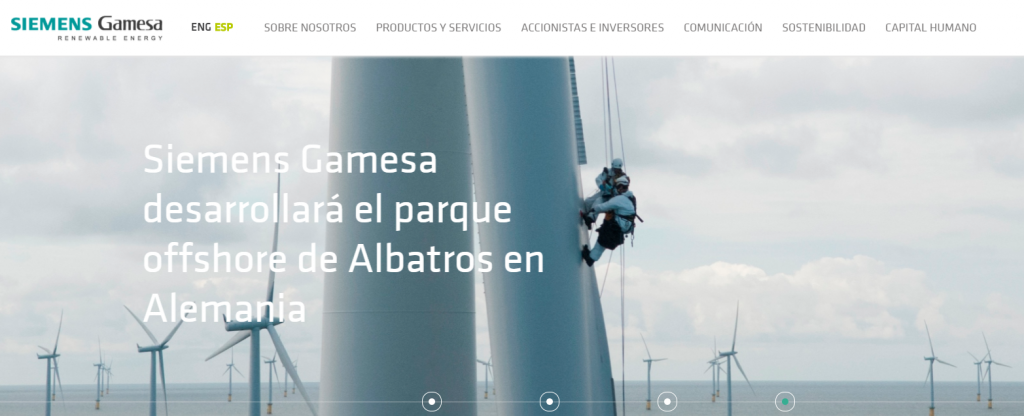 SIEMENS Gamesa
RENEWABLE ENERGY
ENG ESP
SOBRE NOSOTROS PRODUCTOS Y SERVICIOS ACCIONISTAS E INVERSORES COMUNICACIÓN SOSTENIBILIDAD CAPITAL HUMANO
Siemens Gamesa
desarrollará el parque
offshore de Albatros en
Alemania